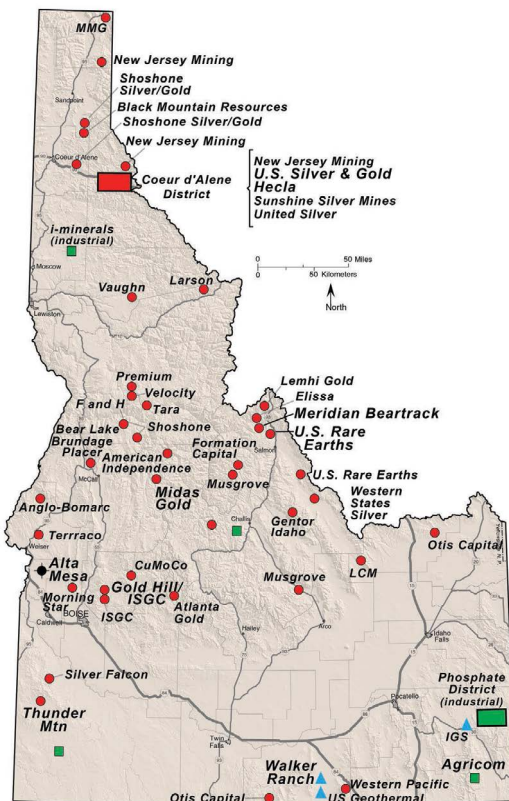 MMG
New Jersey Mining
Shoshone
Silver/Gold
Sandpoint
Black Mountain Resources
Shoshone Silver/Gold
New Jersey Mining
Coeur d'Alene
Coeur d'Alene
District
New Jersey Mining
U.S. Silver & Gold
Hecla
Sunshine Silver Mines
United Silver
i-minerals
(industrial)
Moscow
0 50 Miles
0 50 Kilometers
North
Vaughn
Larson
Lewiston
Premium
Velocity
F and H
Tara
Lemhi Gold
Elissa
Meridian Beartrack
U.S. Rare
Earths
Bear Lake
Shoshone
Brundage
Placer
American
Independence
Formation
Capital
Salmon
McCall
Musgrove
U.S. Rare Earths
Midas
Gold
Western
States
Silver
Anglo-Bomarc
Challis
Gentor
Idaho
Terrraco
Weiser
Otis Capital
Alta
Mesa
CuMoCo
Gold Hill/
ISGC
Musgrove
LCM
Morning
Star
ISGC
Atlanta
Gold
BOISE
Caldwell
Hailey
Arco
Idaho
Falls
Silver Falcon
Phosphate
District
(industrial)
Thunder
Mtn
Pocatello
IGS
Twin
Falls
Walker
Ranch
Agricom
Western Pacific
Otis Capital
US Geothermal